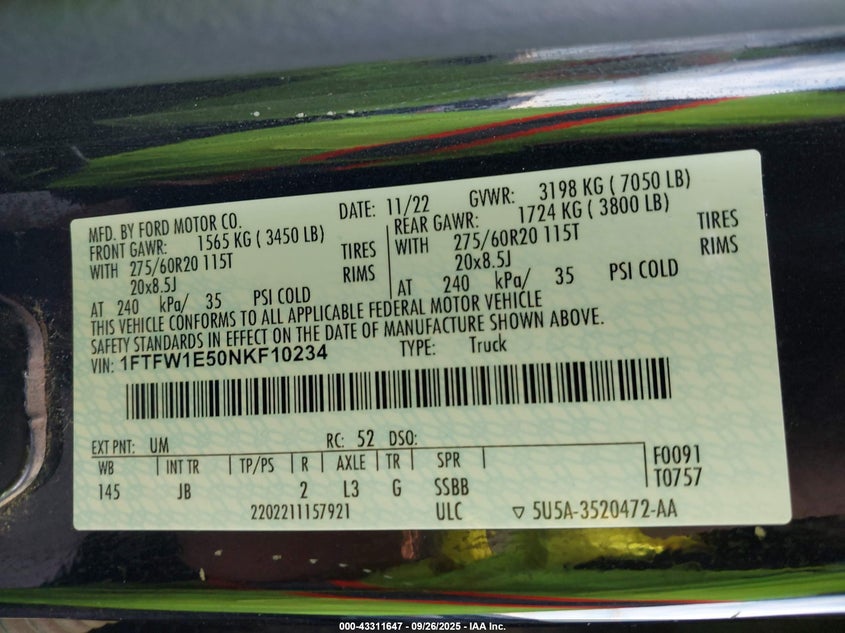 MFD. BY FORD MOTOR CO. DATE: 11/22 GVWR: 3198 KG ( 7050 LB)
FRONT GAWR: 1565 KG ( 3450 LB) REAR GAWR: 1724 KG ( 3800 LB)
WITH 275/60R20 115T TIRES WITH 275/60R20 115T TIRES
20x8.5J RIMS 20x8.5J RIMS
AT 240 kPa/ 35 PSI COLD AT 240 kPa/ 35 PSI COLD
THIS VEHICLE CONFORMS TO ALL APPLICABLE FEDERAL MOTOR VEHICLE
SAFETY STANDARDS IN EFFECT ON THE DATE OF MANUFACTURE SHOWN ABOVE.
VIN: 1FTFW1E50NKF10234 TYPE: Truck
EXT PNT: UM RC: 52 DSO:
WB INT TR TP/PS R AXLE TR SPR F0091
145 JB 2 L3 G SSBB T0757
2202211157921 ULC ▽ 5U5A-3520472-AA
000-43311647 - 09/26/2025 - IAA Inc.